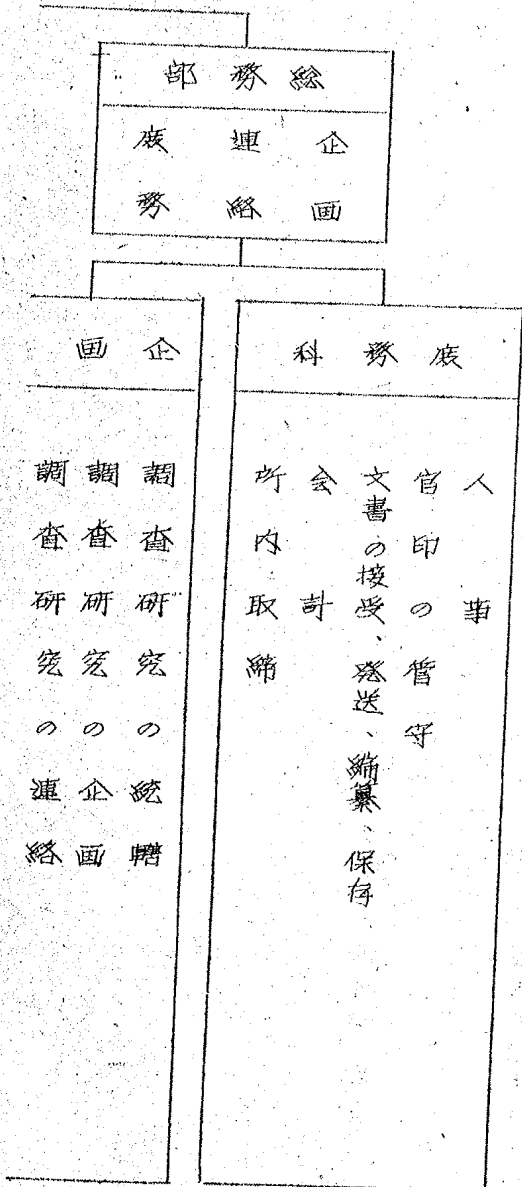 総務部
企画
連絡
庶務
庶務科
人事
官印の管守
文書の接受、発送、編纂、保存
会計
所内取締
企画
調査研究の統轄
調査研究の企画
調査研究の連絡